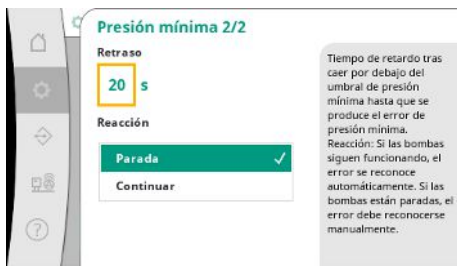 Presión mínima 2/2
Retraso
20 s
Reacción
Parada
Continuar
Tiempo de retardo tras
caer por debajo del
umbral de presión
mínima hasta que se
produce el error de
presión mínima.
Reacción: Si las bombas
siguen funcionando, el
error se reconoce
automáticamente. Si las
bombas están paradas, el
error debe reconocerse
manualmente.